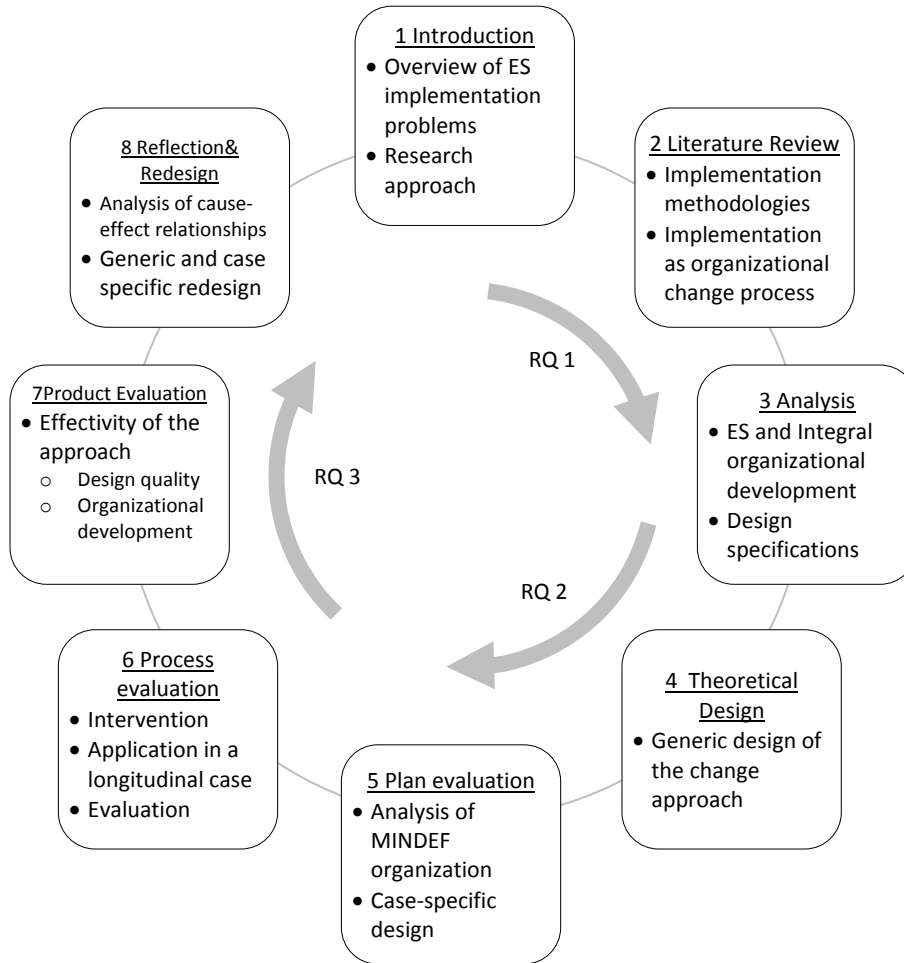 1 Introduction
• Overview of ES
implementation
problems
• Research
approach
2 Literature Review
• Implementation
methodologies
• Implementation
as organizational
change process
3 Analysis
• ES and Integral
organizational
development
• Design
specifications
4  Theoretical
Design
• Generic design of
the change
approach
5 Plan evaluation
• Analysis of
MINDEF
organization
• Case-specific
design
6 Process
evaluation
• Intervention
• Application in a
longitudinal case
• Evaluation
7Product Evaluation
• Effectivity of the
approach
o Design quality
o Organizational
development
8 Reflection&
Redesign
• Analysis of cause-
effect relationships
• Generic and case
specific redesign
RQ 1
RQ 2
RQ 3